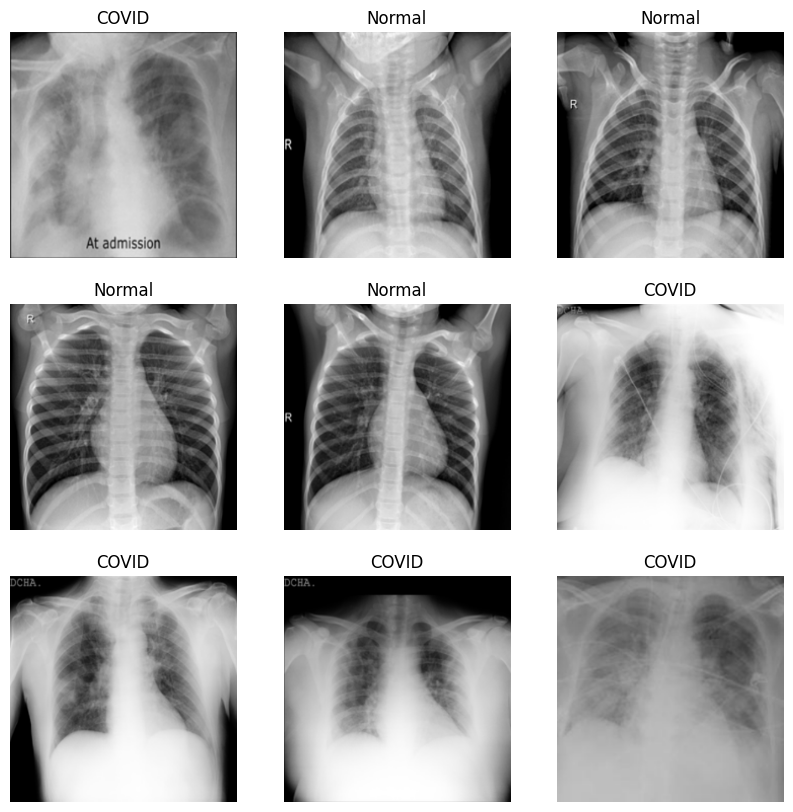 COVID
Normal
Normal
R
R
At admission
Normal
Normal
COVID
R
DCHA.
R
COVID
COVID
COVID
DCHA.
DCHA.